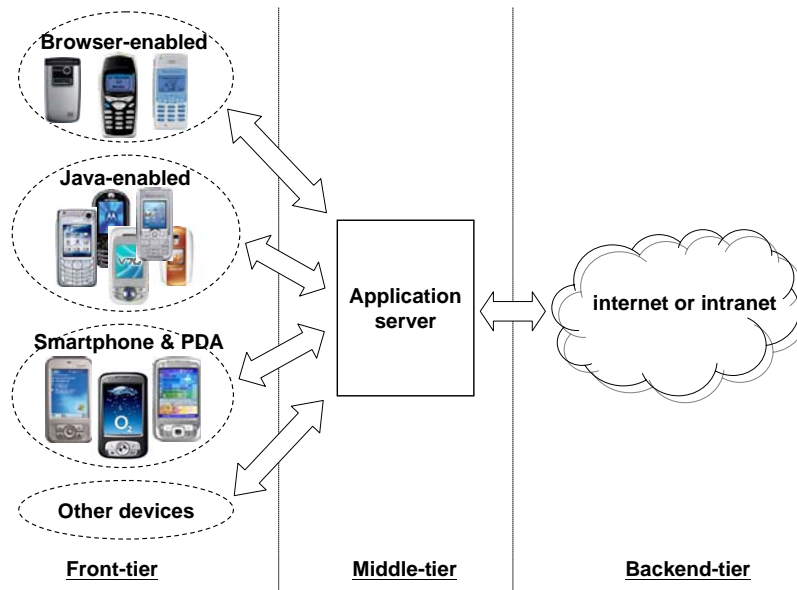 Browser-enabled
Java-enabled
Smartphone & PDA
O2
Other devices
Application
server
internet or intranet
Front-tier
Middle-tier
Backend-tier